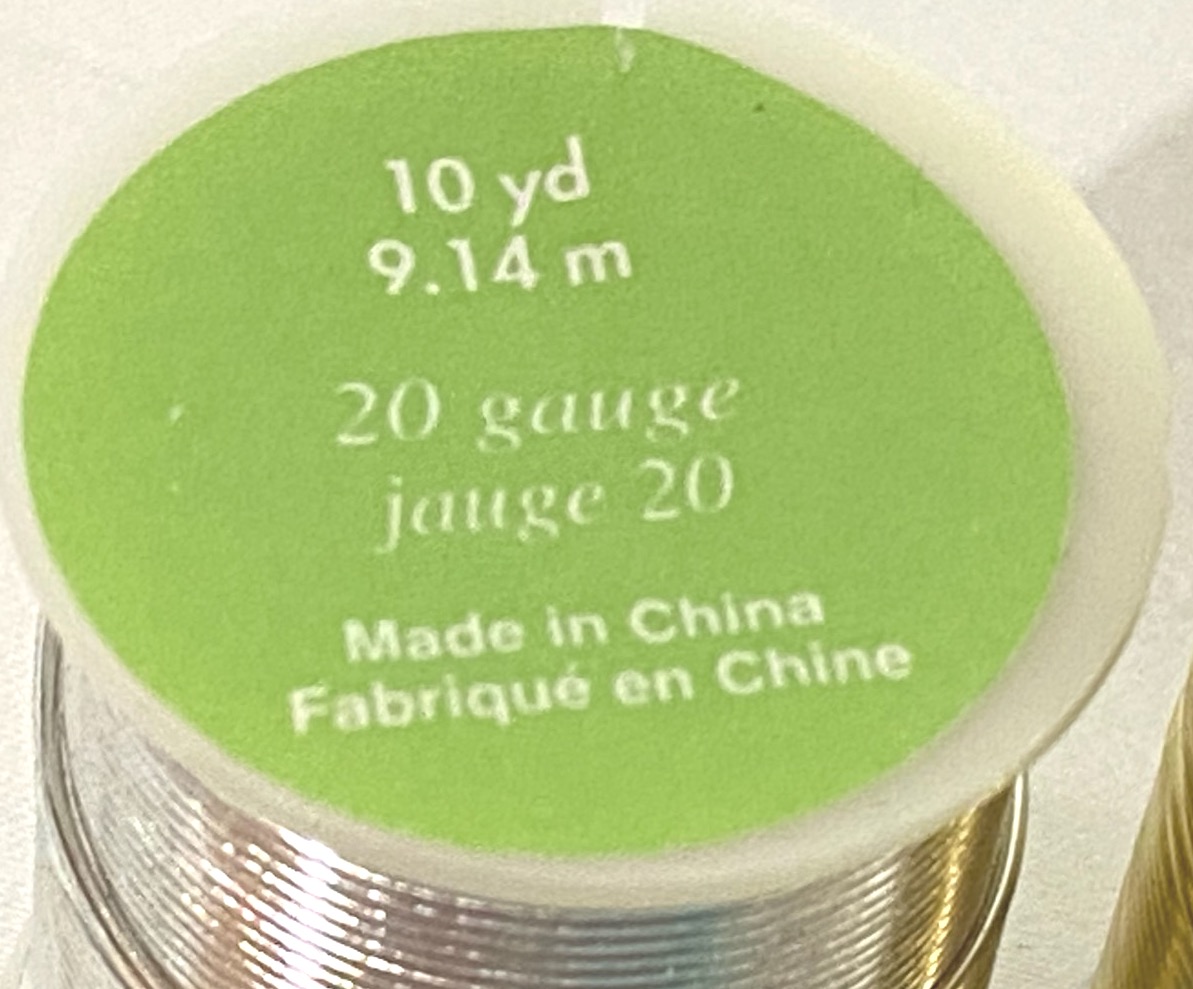 10 yd
9.14 m
20 gauge
jauge 20
Made in China
Fabriqué en Chine